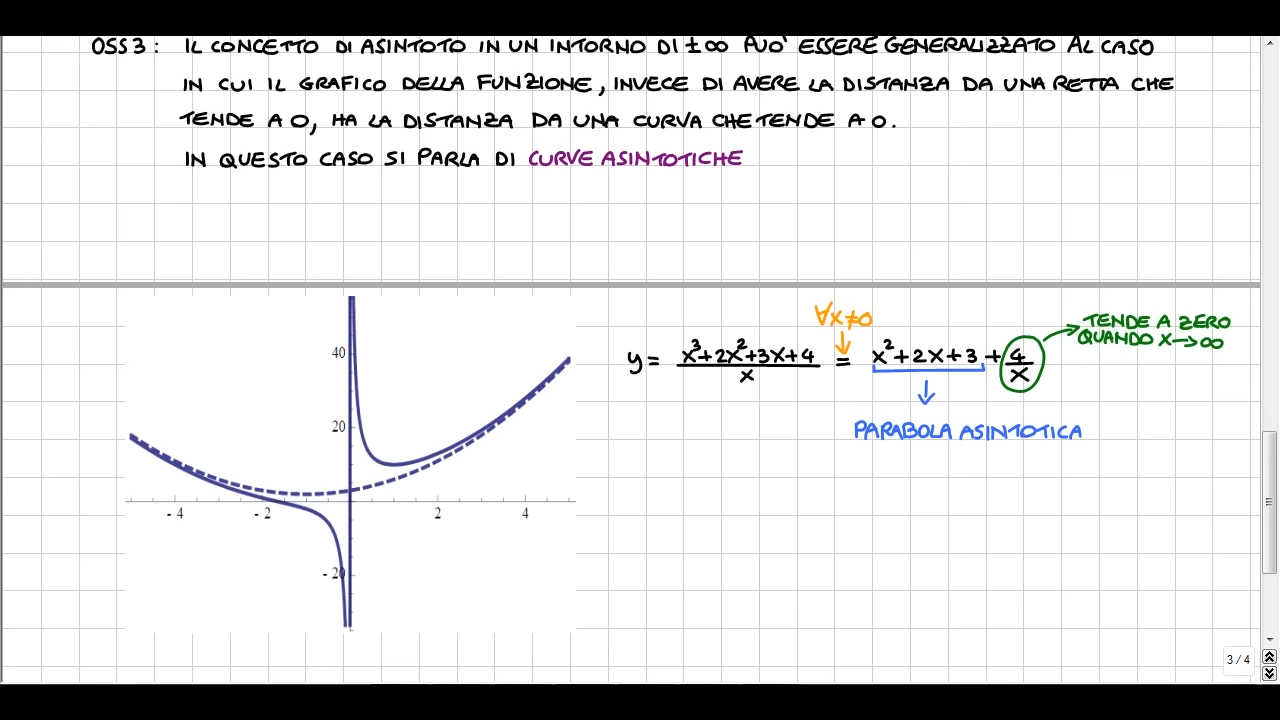 OSS 3 : IL CONCETTO DI ASINTOTO IN UN INTORNO DI ±∞ PUO' ESSERE GENERALIZZATO AL CASO
IN CUI IL GRAFICO DELLA FUNZIONE, INVECE DI AVERE LA DISTANZA DA UNA RETTA CHE
TENDE A 0, HA LA DISTANZA DA UNA CURVA CHE TENDE A 0.
IN QUESTO CASO SI PARLA DI CURVE ASINTOTICHE
40
20
-4 -2 2 4
-20
∀x≠0
y = (x³+2x²+3x+4)/x = x²+2x+3 + 4/x
TENDE A ZERO
QUANDO X→∞
PARABOLA ASINTOTICA
3 / 4